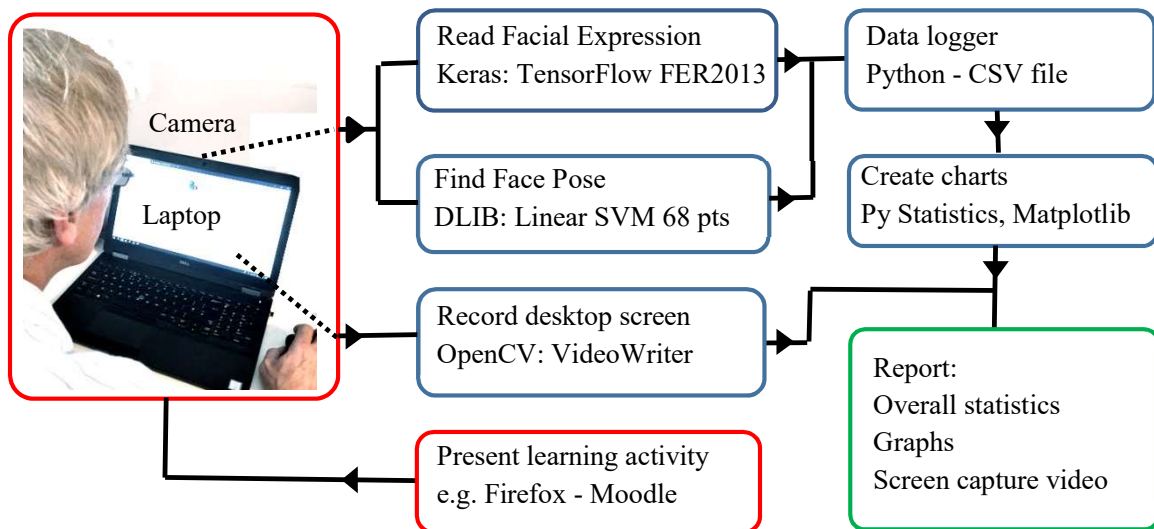 Camera
Laptop
Read Facial Expression
Keras: TensorFlow FER2013
Find Face Pose
DLIB: Linear SVM 68 pts
Record desktop screen
OpenCV: VideoWriter
Present learning activity
e.g. Firefox - Moodle
Data logger
Python - CSV file
Create charts
Py Statistics, Matplotlib
Report:
Overall statistics
Graphs
Screen capture video